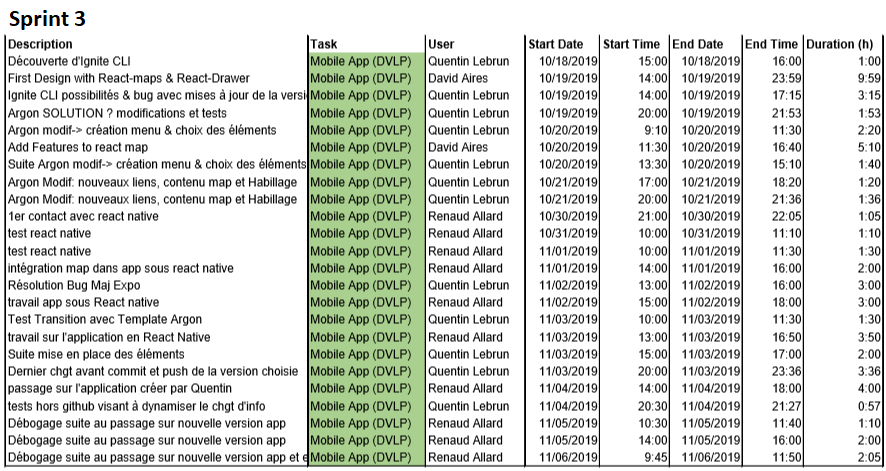 Sprint 3
Description Task User Start Date Start Time End Date End Time Duration (h)
Découverte d'Ignite CLI Mobile App (DVLP) Quentin Lebrun 10/18/2019 15:00 10/18/2019 16:00 1:00
First Design with React-maps & React-Drawer Mobile App (DVLP) David Aires 10/19/2019 14:00 10/19/2019 23:59 9:59
Ignite CLI possibilités & bug avec mises à jour de la versi Mobile App (DVLP) Quentin Lebrun 10/19/2019 14:00 10/19/2019 17:15 3:15
Argon SOLUTION ? modifications et tests Mobile App (DVLP) Quentin Lebrun 10/19/2019 20:00 10/19/2019 21:53 1:53
Argon modif-> création menu & choix des éléments Mobile App (DVLP) Quentin Lebrun 10/20/2019 9:10 10/20/2019 11:30 2:20
Add Features to react map Mobile App (DVLP) David Aires 10/20/2019 11:30 10/20/2019 16:40 5:10
Suite Argon modif-> création menu & choix des éléments Mobile App (DVLP) Quentin Lebrun 10/20/2019 13:30 10/20/2019 15:10 1:40
Argon Modif: nouveaux liens, contenu map et Habillage Mobile App (DVLP) Quentin Lebrun 10/21/2019 17:00 10/21/2019 18:20 1:20
Argon Modif: nouveaux liens, contenu map et Habillage Mobile App (DVLP) Quentin Lebrun 10/21/2019 20:00 10/21/2019 21:36 1:36
1er contact avec react native Mobile App (DVLP) Renaud Allard 10/30/2019 21:00 10/30/2019 22:05 1:05
test react native Mobile App (DVLP) Renaud Allard 10/31/2019 10:00 10/31/2019 11:10 1:10
test react native Mobile App (DVLP) Renaud Allard 11/01/2019 10:00 11/01/2019 11:30 1:30
intégration map dans app sous react native Mobile App (DVLP) Renaud Allard 11/01/2019 14:00 11/01/2019 16:00 2:00
Résolution Bug Maj Expo Mobile App (DVLP) Quentin Lebrun 11/02/2019 13:00 11/02/2019 16:00 3:00
travail app sous React native Mobile App (DVLP) Renaud Allard 11/02/2019 15:00 11/02/2019 18:00 3:00
Test Transition avec Template Argon Mobile App (DVLP) Quentin Lebrun 11/03/2019 10:00 11/03/2019 11:30 1:30
travail sur l'application en React Native Mobile App (DVLP) Renaud Allard 11/03/2019 13:00 11/03/2019 16:50 3:50
Suite mise en place des éléments Mobile App (DVLP) Quentin Lebrun 11/03/2019 15:00 11/03/2019 17:00 2:00
Dernier chgt avant commit et push de la version choisie Mobile App (DVLP) Quentin Lebrun 11/03/2019 20:00 11/03/2019 23:36 3:36
passage sur l'application créer par Quentin Mobile App (DVLP) Renaud Allard 11/04/2019 14:00 11/04/2019 18:00 4:00
tests hors github visant à dynamiser le chgt d'info Mobile App (DVLP) Quentin Lebrun 11/04/2019 20:30 11/04/2019 21:27 0:57
Débogage suite au passage sur nouvelle version app Mobile App (DVLP) Renaud Allard 11/05/2019 10:30 11/05/2019 11:40 1:10
Débogage suite au passage sur nouvelle version app Mobile App (DVLP) Renaud Allard 11/05/2019 14:00 11/05/2019 16:00 2:00
Débogage suite au passage sur nouvelle version app et e Mobile App (DVLP) Renaud Allard 11/06/2019 9:45 11/06/2019 11:50 2:05